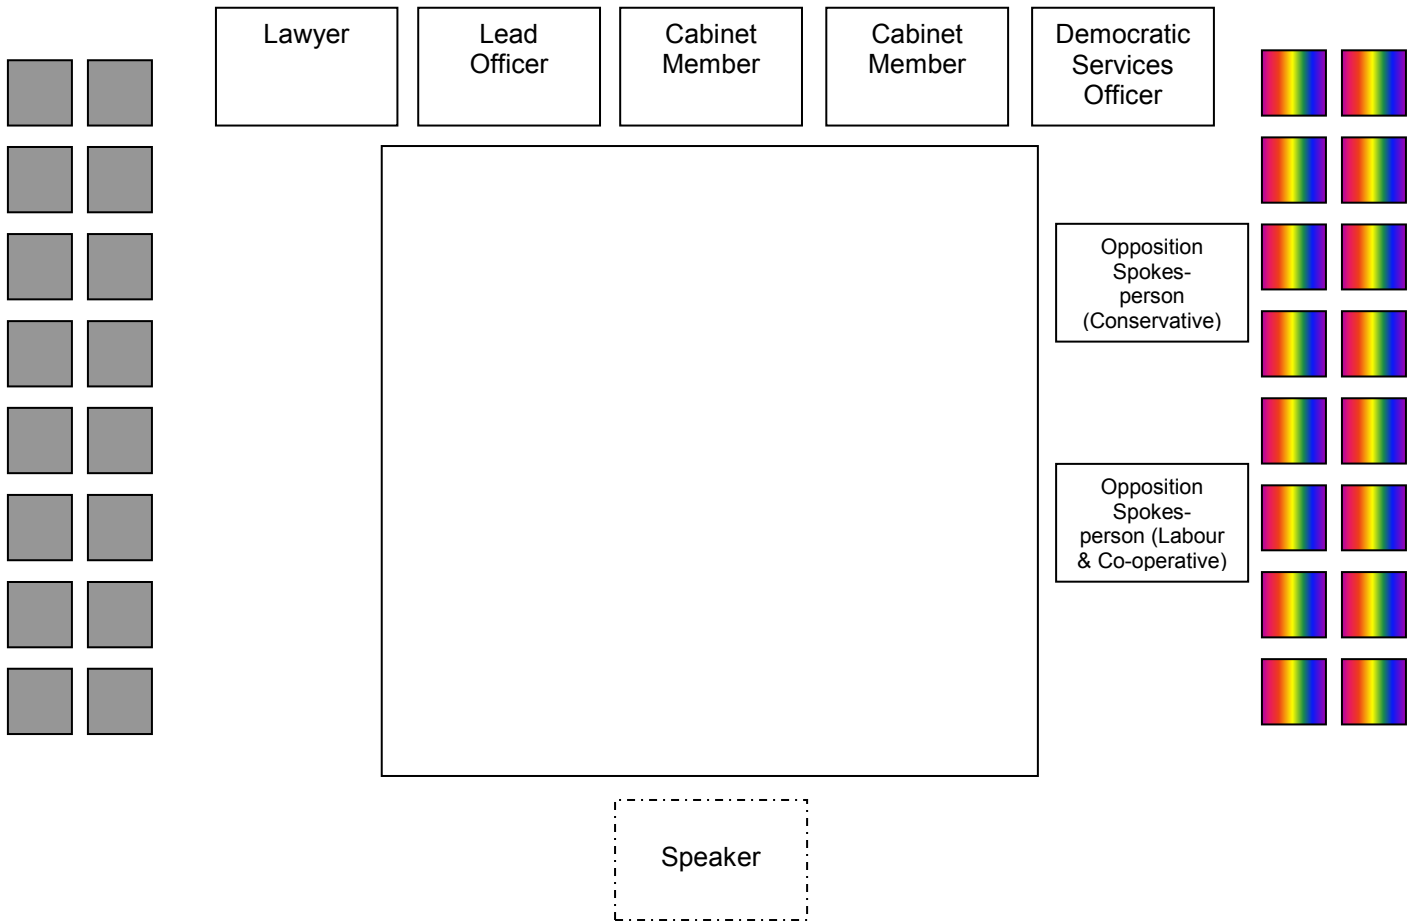 Lawyer
Lead
Officer
Cabinet
Member
Cabinet
Member
Democratic
Services
Officer
Opposition
Spokes-
person
(Conservative)
Opposition
Spokes-
person (Labour
& Co-operative)
Speaker